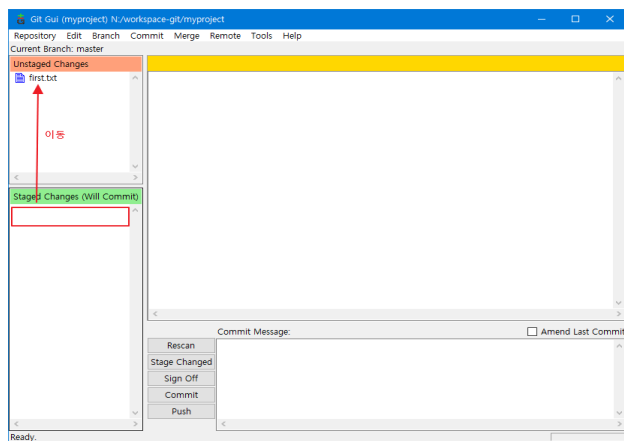 Git Gui (myproject) N:/workspace-git/myproject
Repository Edit Branch Commit Merge Remote Tools Help
Current Branch: master
Unstaged Changes
first.txt
이동
Staged Changes (Will Commit)
Commit Message:
Amend Last Commit
Rescan
Stage Changed
Sign Off
Commit
Push
Ready.